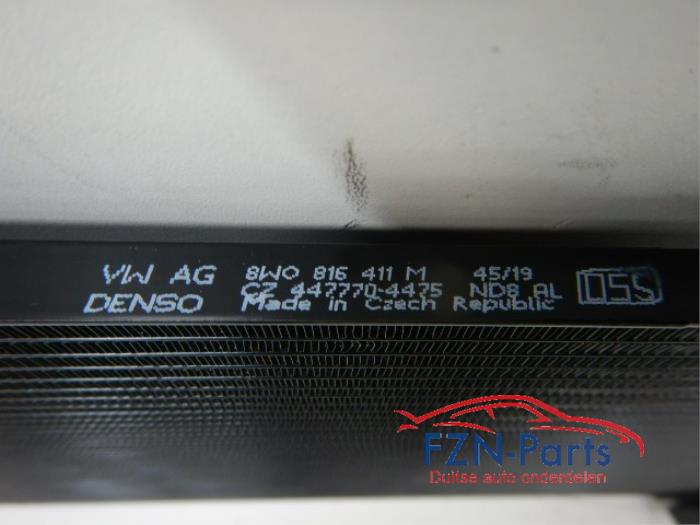 VW AG 8W0 816 411 M 45/19
DENSO CZ 447770-4475 ND8 AL
Made in Czech Republic
OSS
FZN-Parts
Duitse auto onderdelen